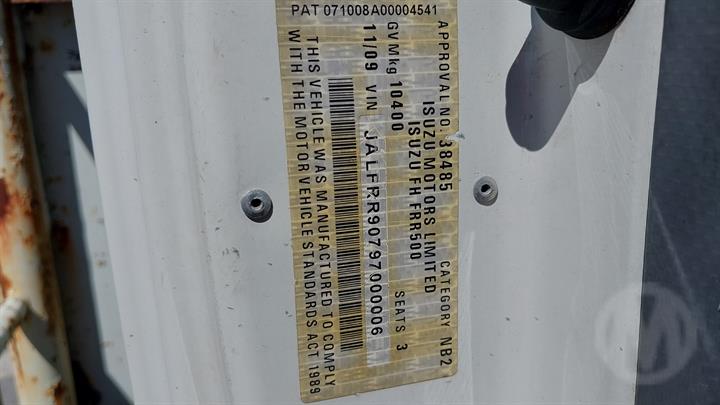 PAT 071008A00004541
APPROVAL NO. 38485 CATEGORY NB2
ISUZU MOTORS LIMITED
ISUZU FH FRR500
GVMkg 10400 SEATS 3
11/09 VIN JALFRR90797000006
THIS VEHICLE WAS MANUFACTURED TO COMPLY
WITH THE MOTOR VEHICLE STANDARDS ACT 1989